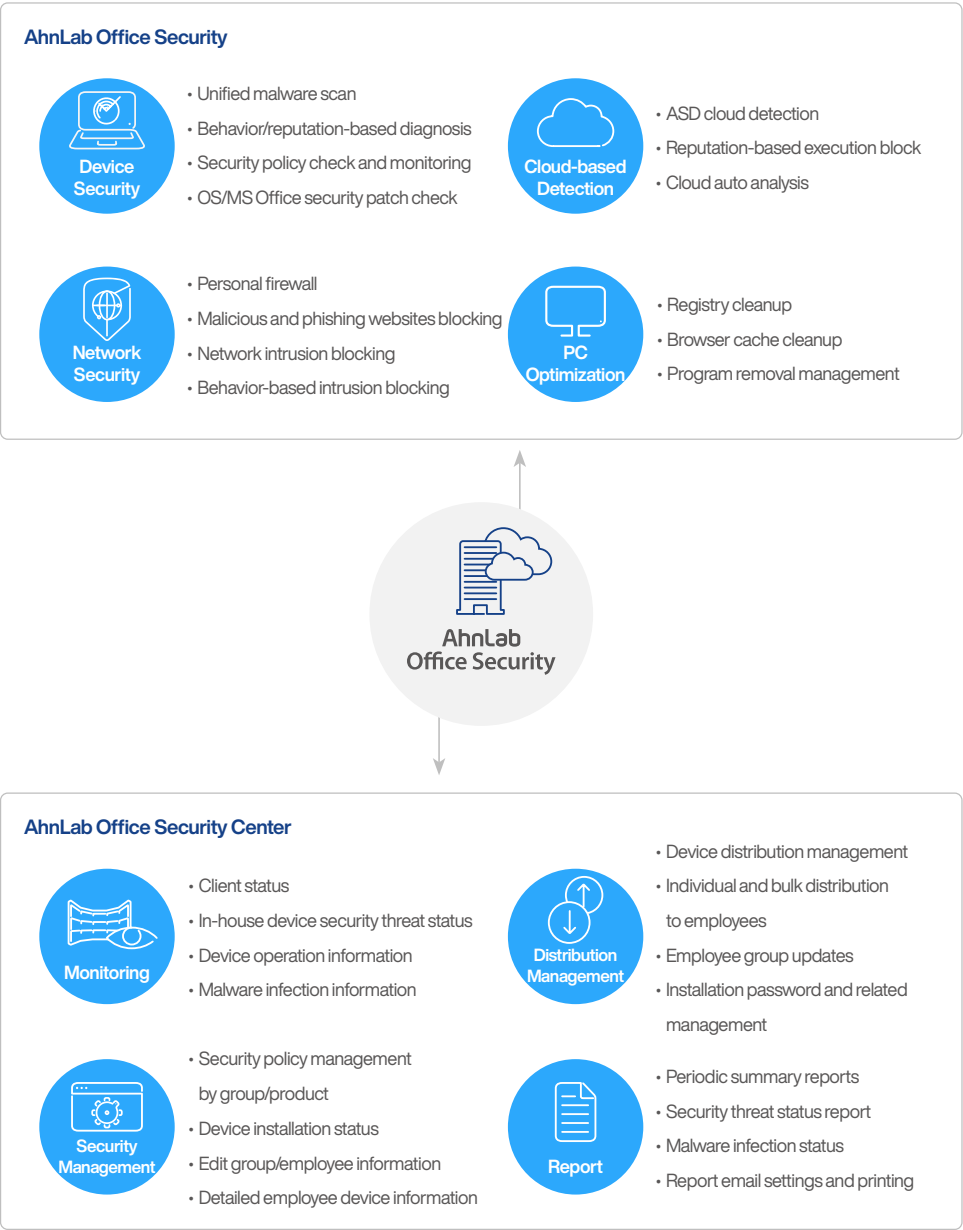 AhnLab Office Security
Device
Security
• Unified malware scan
• Behavior/reputation-based diagnosis
• Security policy check and monitoring
• OS/MS Office security patch check
Cloud-based
Detection
• ASD cloud detection
• Reputation-based execution block
• Cloud auto analysis
Network
Security
• Personal firewall
• Malicious and phishing websites blocking
• Network intrusion blocking
• Behavior-based intrusion blocking
PC
Optimization
• Registry cleanup
• Browser cache cleanup
• Program removal management
AhnLab
Office Security
AhnLab Office Security Center
Monitoring
• Client status
• In-house device security threat status
• Device operation information
• Malware infection information
Distribution
Management
• Device distribution management
• Individual and bulk distribution
to employees
• Employee group updates
• Installation password and related
management
Security
Management
• Security policy management
by group/product
• Device installation status
• Edit group/employee information
• Detailed employee device information
Report
• Periodic summary reports
• Security threat status report
• Malware infection status
• Report email settings and printing